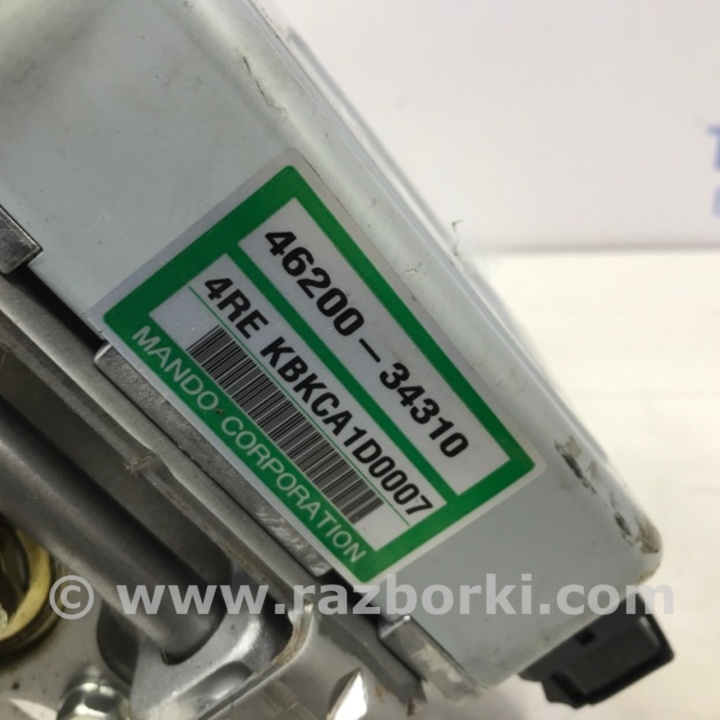 46200-34310
4RE KBKCA1D0007
MANDO CORPORATION
© www.razborki.com